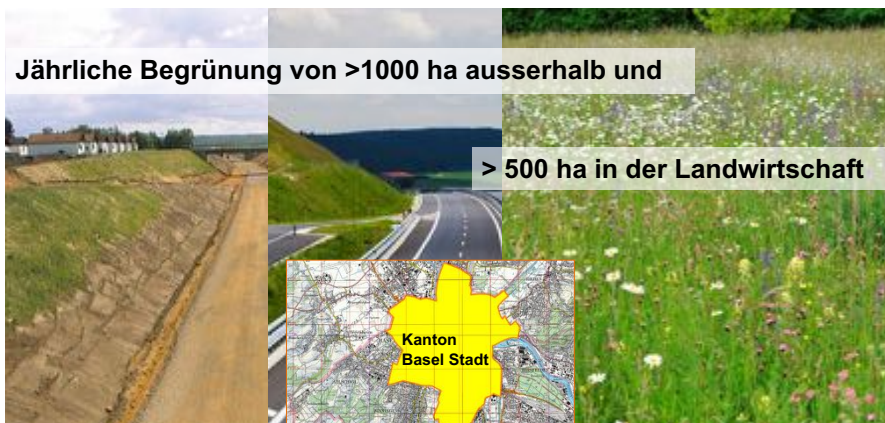 Jährliche Begrünung von >1000 ha ausserhalb und
> 500 ha in der Landwirtschaft
Kanton
Basel Stadt